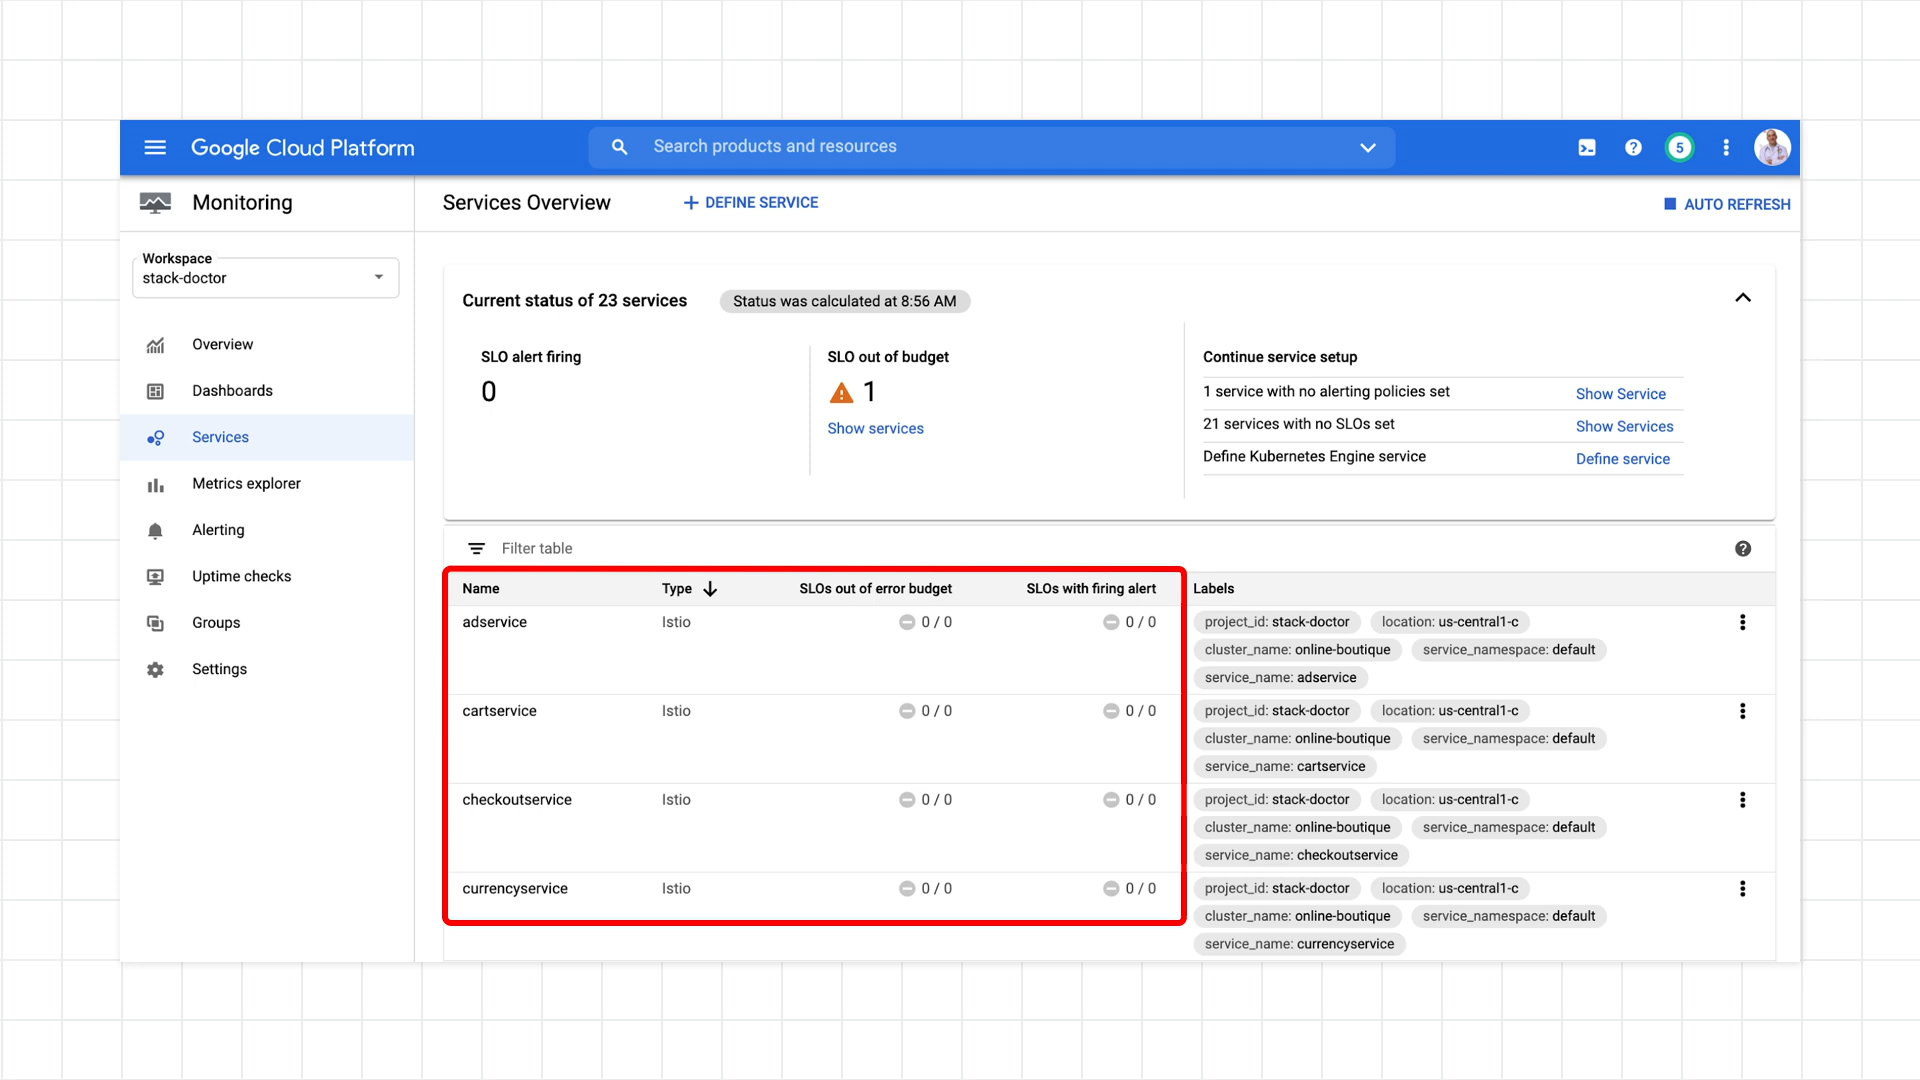 Google Cloud Platform
Search products and resources
5
Monitoring
Services Overview
DEFINE SERVICE
AUTO REFRESH
Workspace
stack-doctor
Overview
Dashboards
Services
Metrics explorer
Alerting
Uptime checks
Groups
Settings
Current status of 23 services
Status was calculated at 8:56 AM
SLO alert firing
0
SLO out of budget
1
Show services
Continue service setup
1 service with no alerting policies set Show Service
21 services with no SLOs set Show Services
Define Kubernetes Engine service Define service
Filter table
Name Type SLOs out of error budget SLOs with firing alert Labels
adservice Istio 0 / 0 0 / 0 project_id: stack-doctor location: us-central1-c
cluster_name: online-boutique service_namespace: default
service_name: adservice
cartservice Istio 0 / 0 0 / 0 project_id: stack-doctor location: us-central1-c
cluster_name: online-boutique service_namespace: default
service_name: cartservice
checkoutservice Istio 0 / 0 0 / 0 project_id: stack-doctor location: us-central1-c
cluster_name: online-boutique service_namespace: default
service_name: checkoutservice
currencyservice Istio 0 / 0 0 / 0 project_id: stack-doctor location: us-central1-c
cluster_name: online-boutique service_namespace: default
service_name: currencyservice